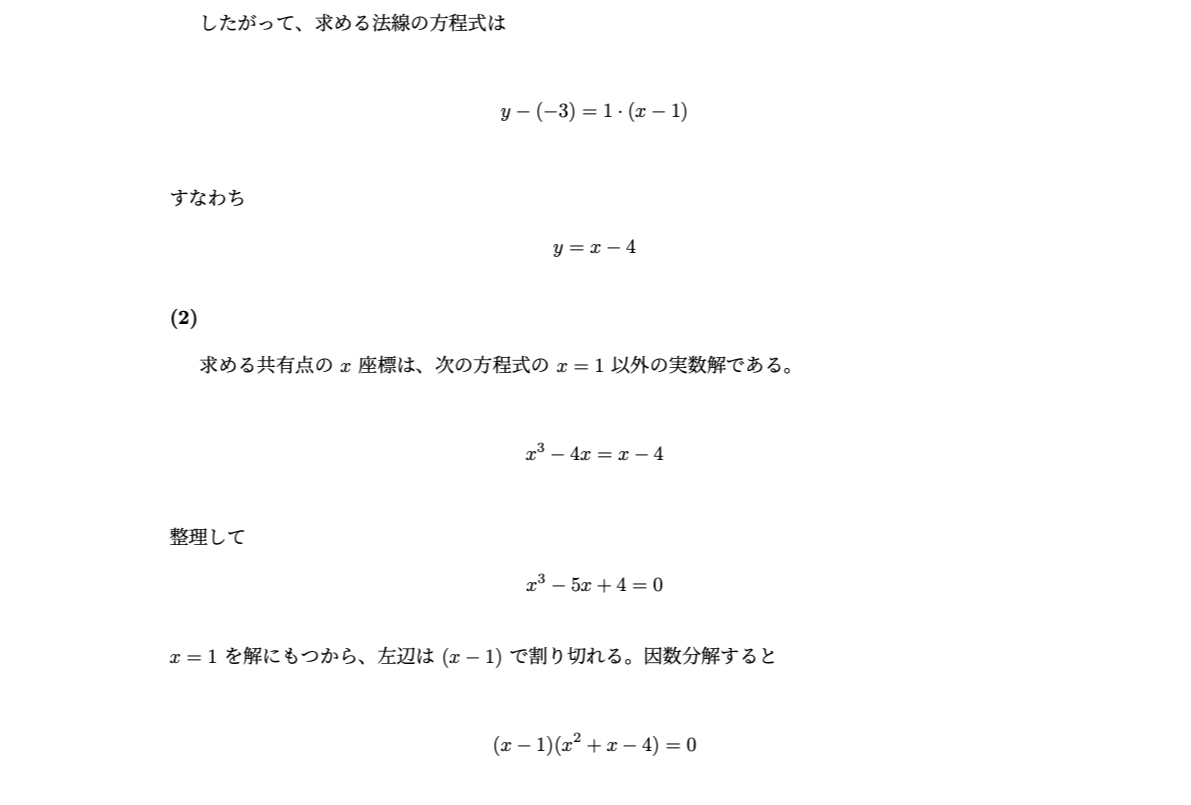 したがって、求める法線の方程式は
y − (−3) = 1 · (x − 1)
すなわち
y = x − 4
(2)
求める共有点の x 座標は、次の方程式の x = 1 以外の実数解である。
x³ − 4x = x − 4
整理して
x³ − 5x + 4 = 0
x = 1 を解にもつから、左辺は (x − 1) で割り切れる。因数分解すると
(x − 1)(x² + x − 4) = 0